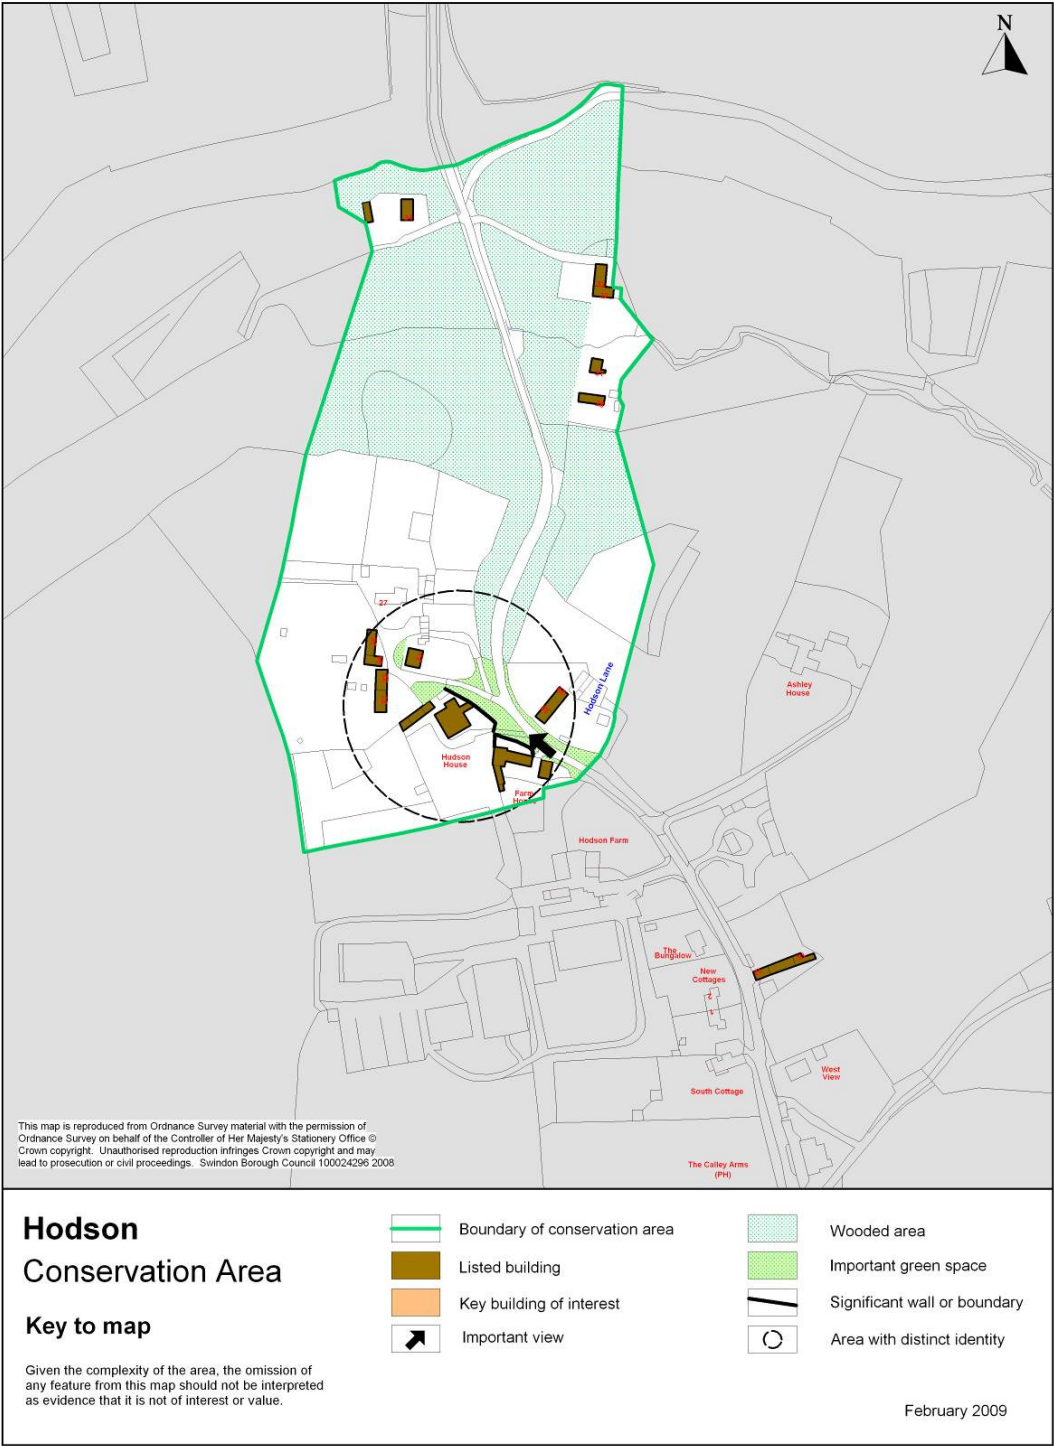 N
27
Hodson Lane
Ashley
House
Hudson
House
Farm
Hodson Farm
The
Bungalow
New
Cottages
2
1
West
View
South Cottage
The Calley Arms
(PH)
This map is reproduced from Ordnance Survey material with the permission of
Ordnance Survey on behalf of the Controller of Her Majesty's Stationery Office ©
Crown copyright. Unauthorised reproduction infringes Crown copyright and may
lead to prosecution or civil proceedings. Swindon Borough Council 100024296 2008
Hodson
Conservation Area
Key to map
Given the complexity of the area, the omission of
any feature from this map should not be interpreted
as evidence that it is not of interest or value.
Boundary of conservation area
Listed building
Key building of interest
Important view
Wooded area
Important green space
Significant wall or boundary
Area with distinct identity
February 2009